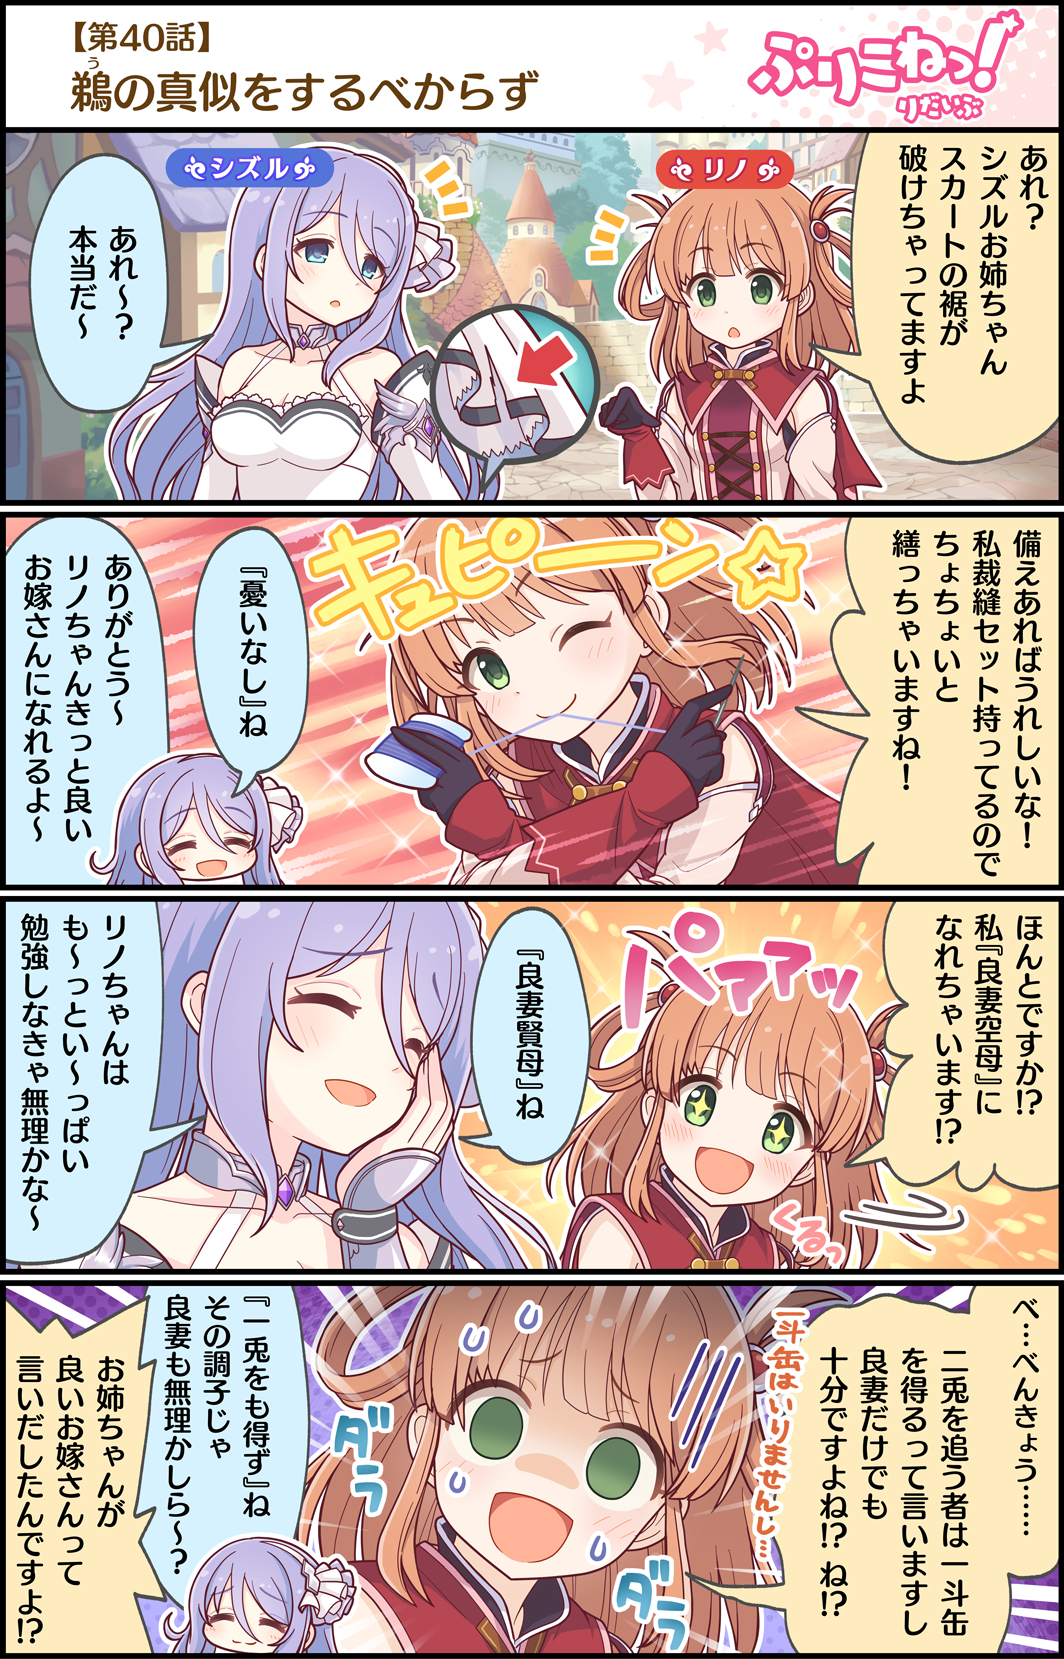 【第40話】
う
鵜の真似をするべからず
ぷりこねっ!
りだいぶ
リノ
シズル
あれ?
シズルお姉ちゃん
スカートの裾が
破けちゃってますよ
あれ〜?
本当だ〜
備えあればうれしいな!
私裁縫セット持ってるので
ちょちょいと
繕っちゃいますね!
キュピーン☆
『憂いなし』ね
ありがとう〜
リノちゃんきっと良い
お嫁さんになれるよ〜
ほんとですか!?
私『良妻空母』に
なれちゃいます!?
パァァァッ
くるっ
『良妻賢母』ね
リノちゃんは
も〜っとい〜っぱい
勉強しなきゃ無理かな〜
べ…べんきょう……
二兎を追う者は一斗缶
を得るって言いますし
良妻だけでも
十分ですよね!? ね!?
一斗缶はいりませんし…
ダラ
ダラ
『一兎をも得ず』ね
その調子じゃ
良妻も無理かしら〜?
お姉ちゃんが
良いお嫁さんって
言いだしたんですよ!?